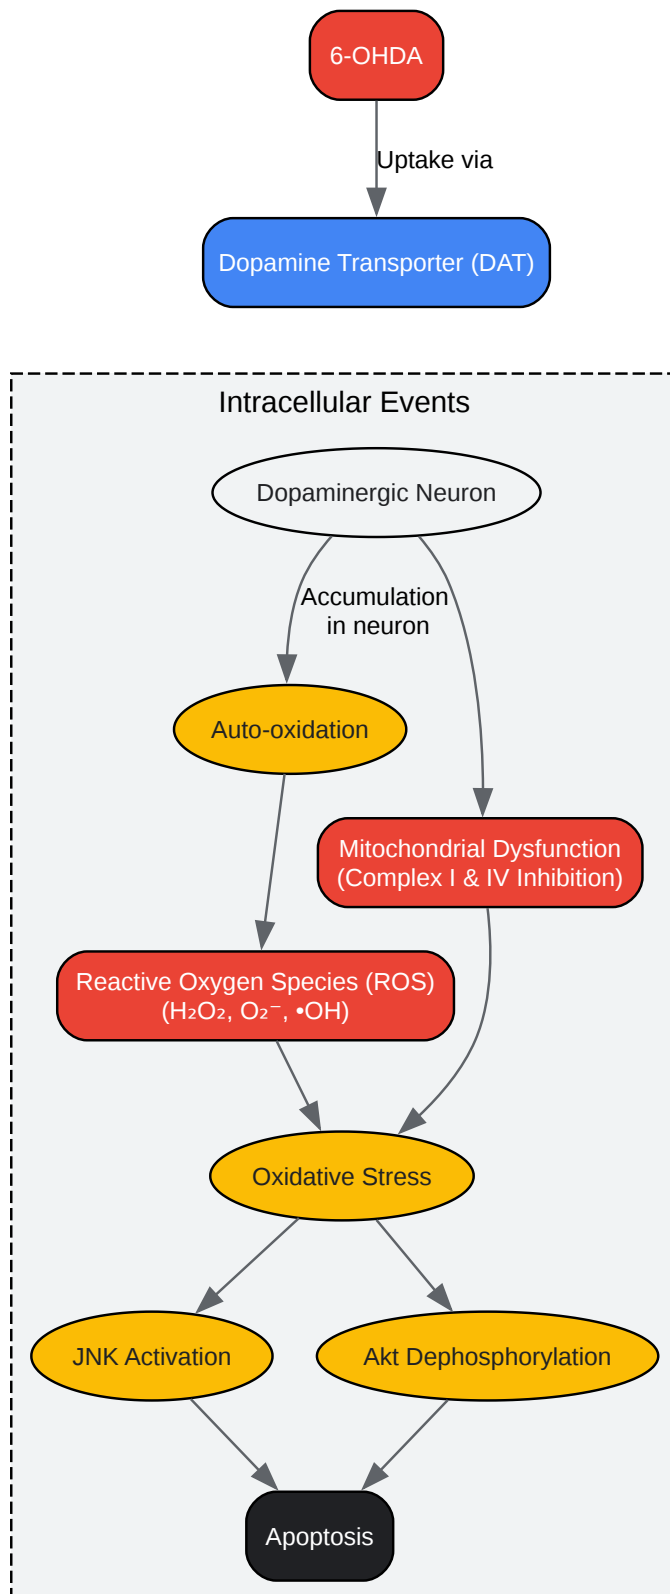 6-OHDA
Uptake via
Dopamine Transporter (DAT)
Intracellular Events
Dopaminergic Neuron
Accumulation
in neuron
Auto-oxidation
Mitochondrial Dysfunction
(Complex I & IV Inhibition)
Reactive Oxygen Species (ROS)
(H₂O₂, O₂⁻, •OH)
Oxidative Stress
JNK Activation
Akt Dephosphorylation
Apoptosis